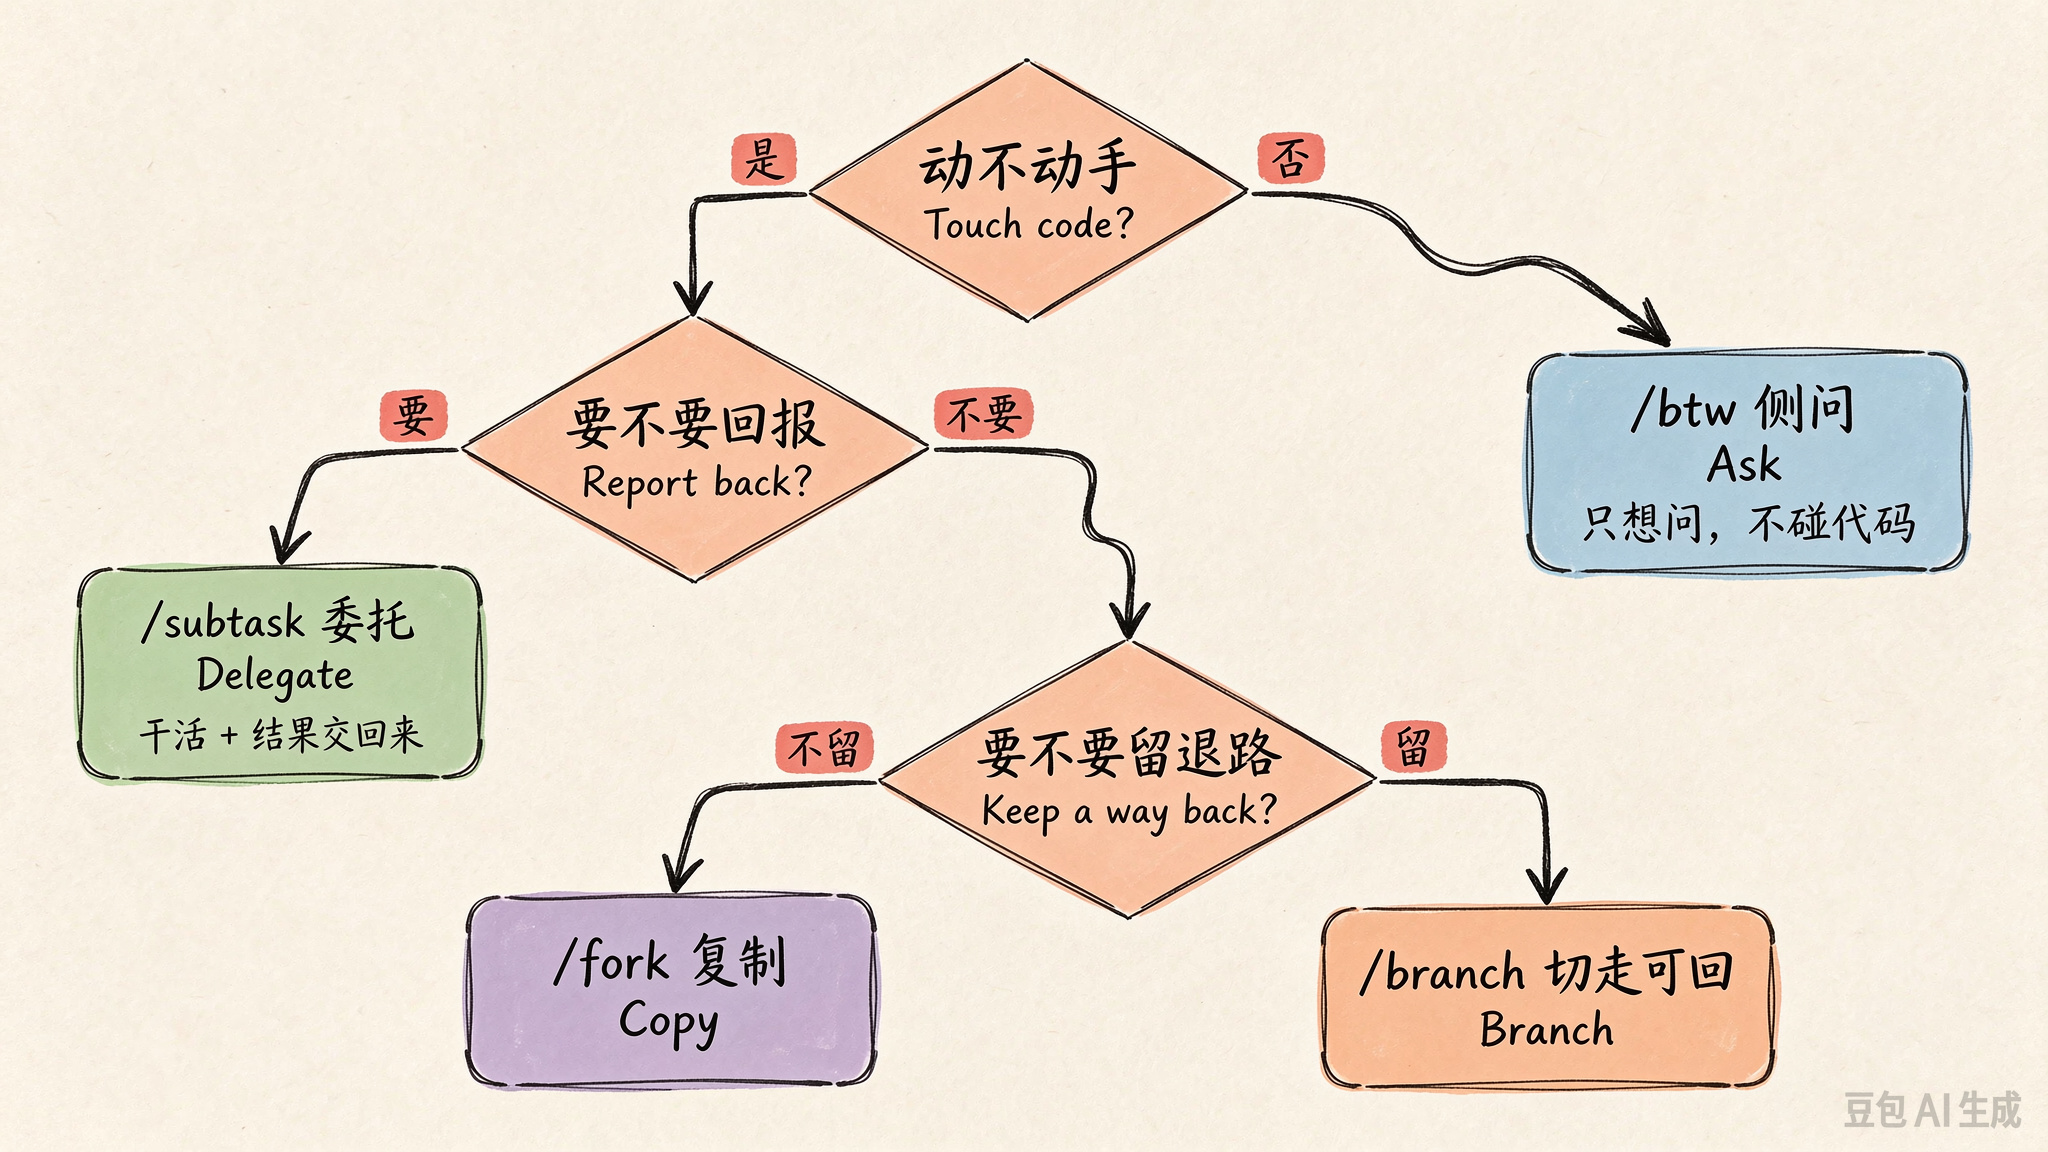 动不动手
Touch code?
是
否
要不要回报
Report back?
要
不要
/btw 侧问
Ask
只想问，不碰代码
/subtask 委托
Delegate
干活 + 结果交回来
要不要留退路
Keep a way back?
不留
留
/fork 复制
Copy
/branch 切走可回
Branch
豆包 AI 生成